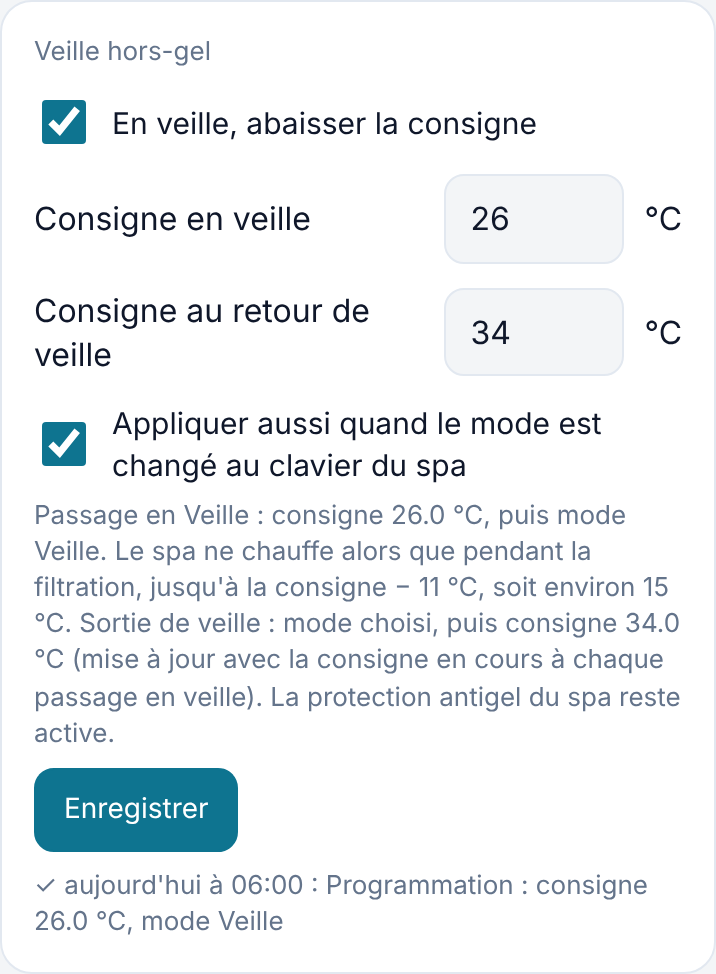 Veille hors-gel
En veille, abaisser la consigne
Consigne en veille
26
°C
Consigne au retour de
veille
34
°C
Appliquer aussi quand le mode est
changé au clavier du spa
Passage en Veille : consigne 26.0 °C, puis mode
Veille. Le spa ne chauffe alors que pendant la
filtration, jusqu'à la consigne − 11 °C, soit environ 15
°C. Sortie de veille : mode choisi, puis consigne 34.0
°C (mise à jour avec la consigne en cours à chaque
passage en veille). La protection antigel du spa reste
active.
Enregistrer
✓ aujourd'hui à 06:00 : Programmation : consigne
26.0 °C, mode Veille